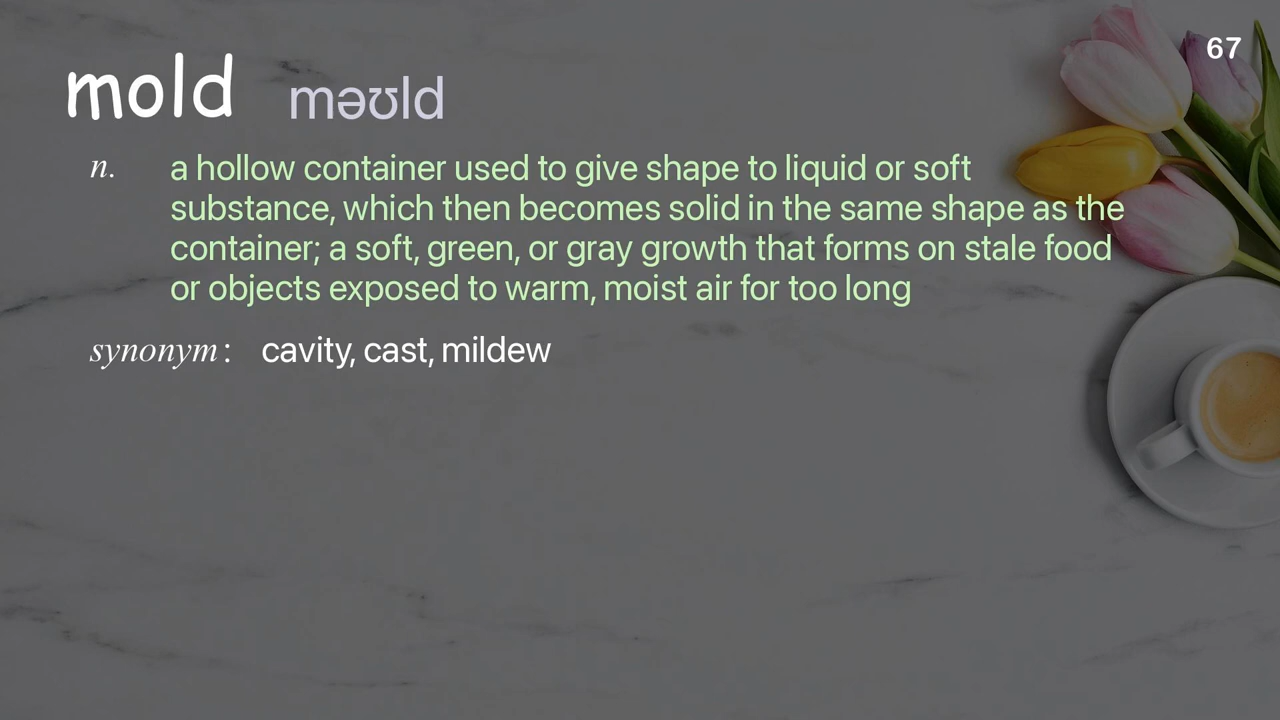 67
mold məʊld
n. a hollow container used to give shape to liquid or soft
substance, which then becomes solid in the same shape as the
container; a soft, green, or gray growth that forms on stale food
or objects exposed to warm, moist air for too long
synonym: cavity, cast, mildew